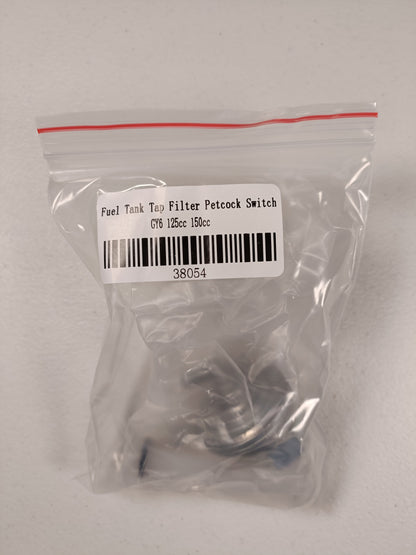 Fuel Tank Tap Filter Petcock Switch
GY6 125cc 150cc
38054